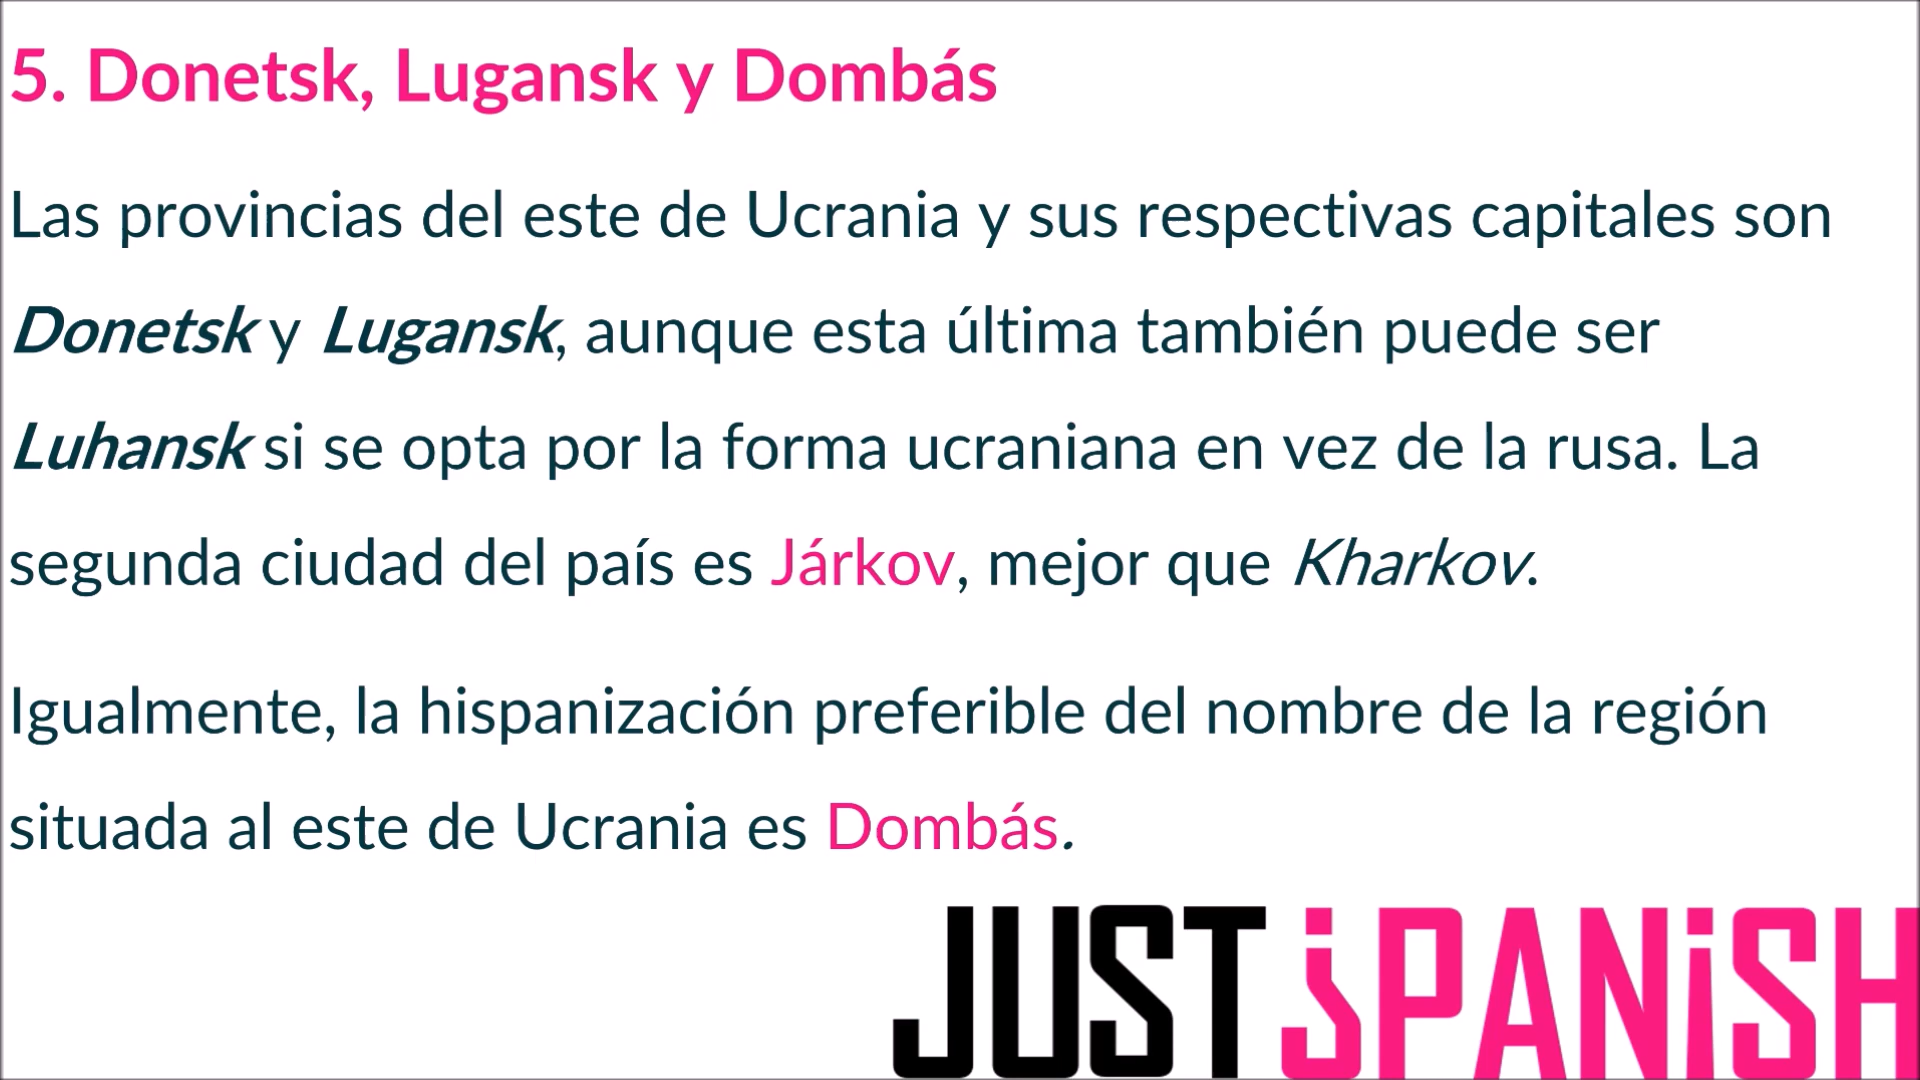 5. Donetsk, Lugansk y Dombás
Las provincias del este de Ucrania y sus respectivas capitales son
Donetsk y Lugansk, aunque esta última también puede ser
Luhansk si se opta por la forma ucraniana en vez de la rusa. La
segunda ciudad del país es Járkov, mejor que Kharkov.
Igualmente, la hispanización preferible del nombre de la región
situada al este de Ucrania es Dombás.
JUST SPANiSH